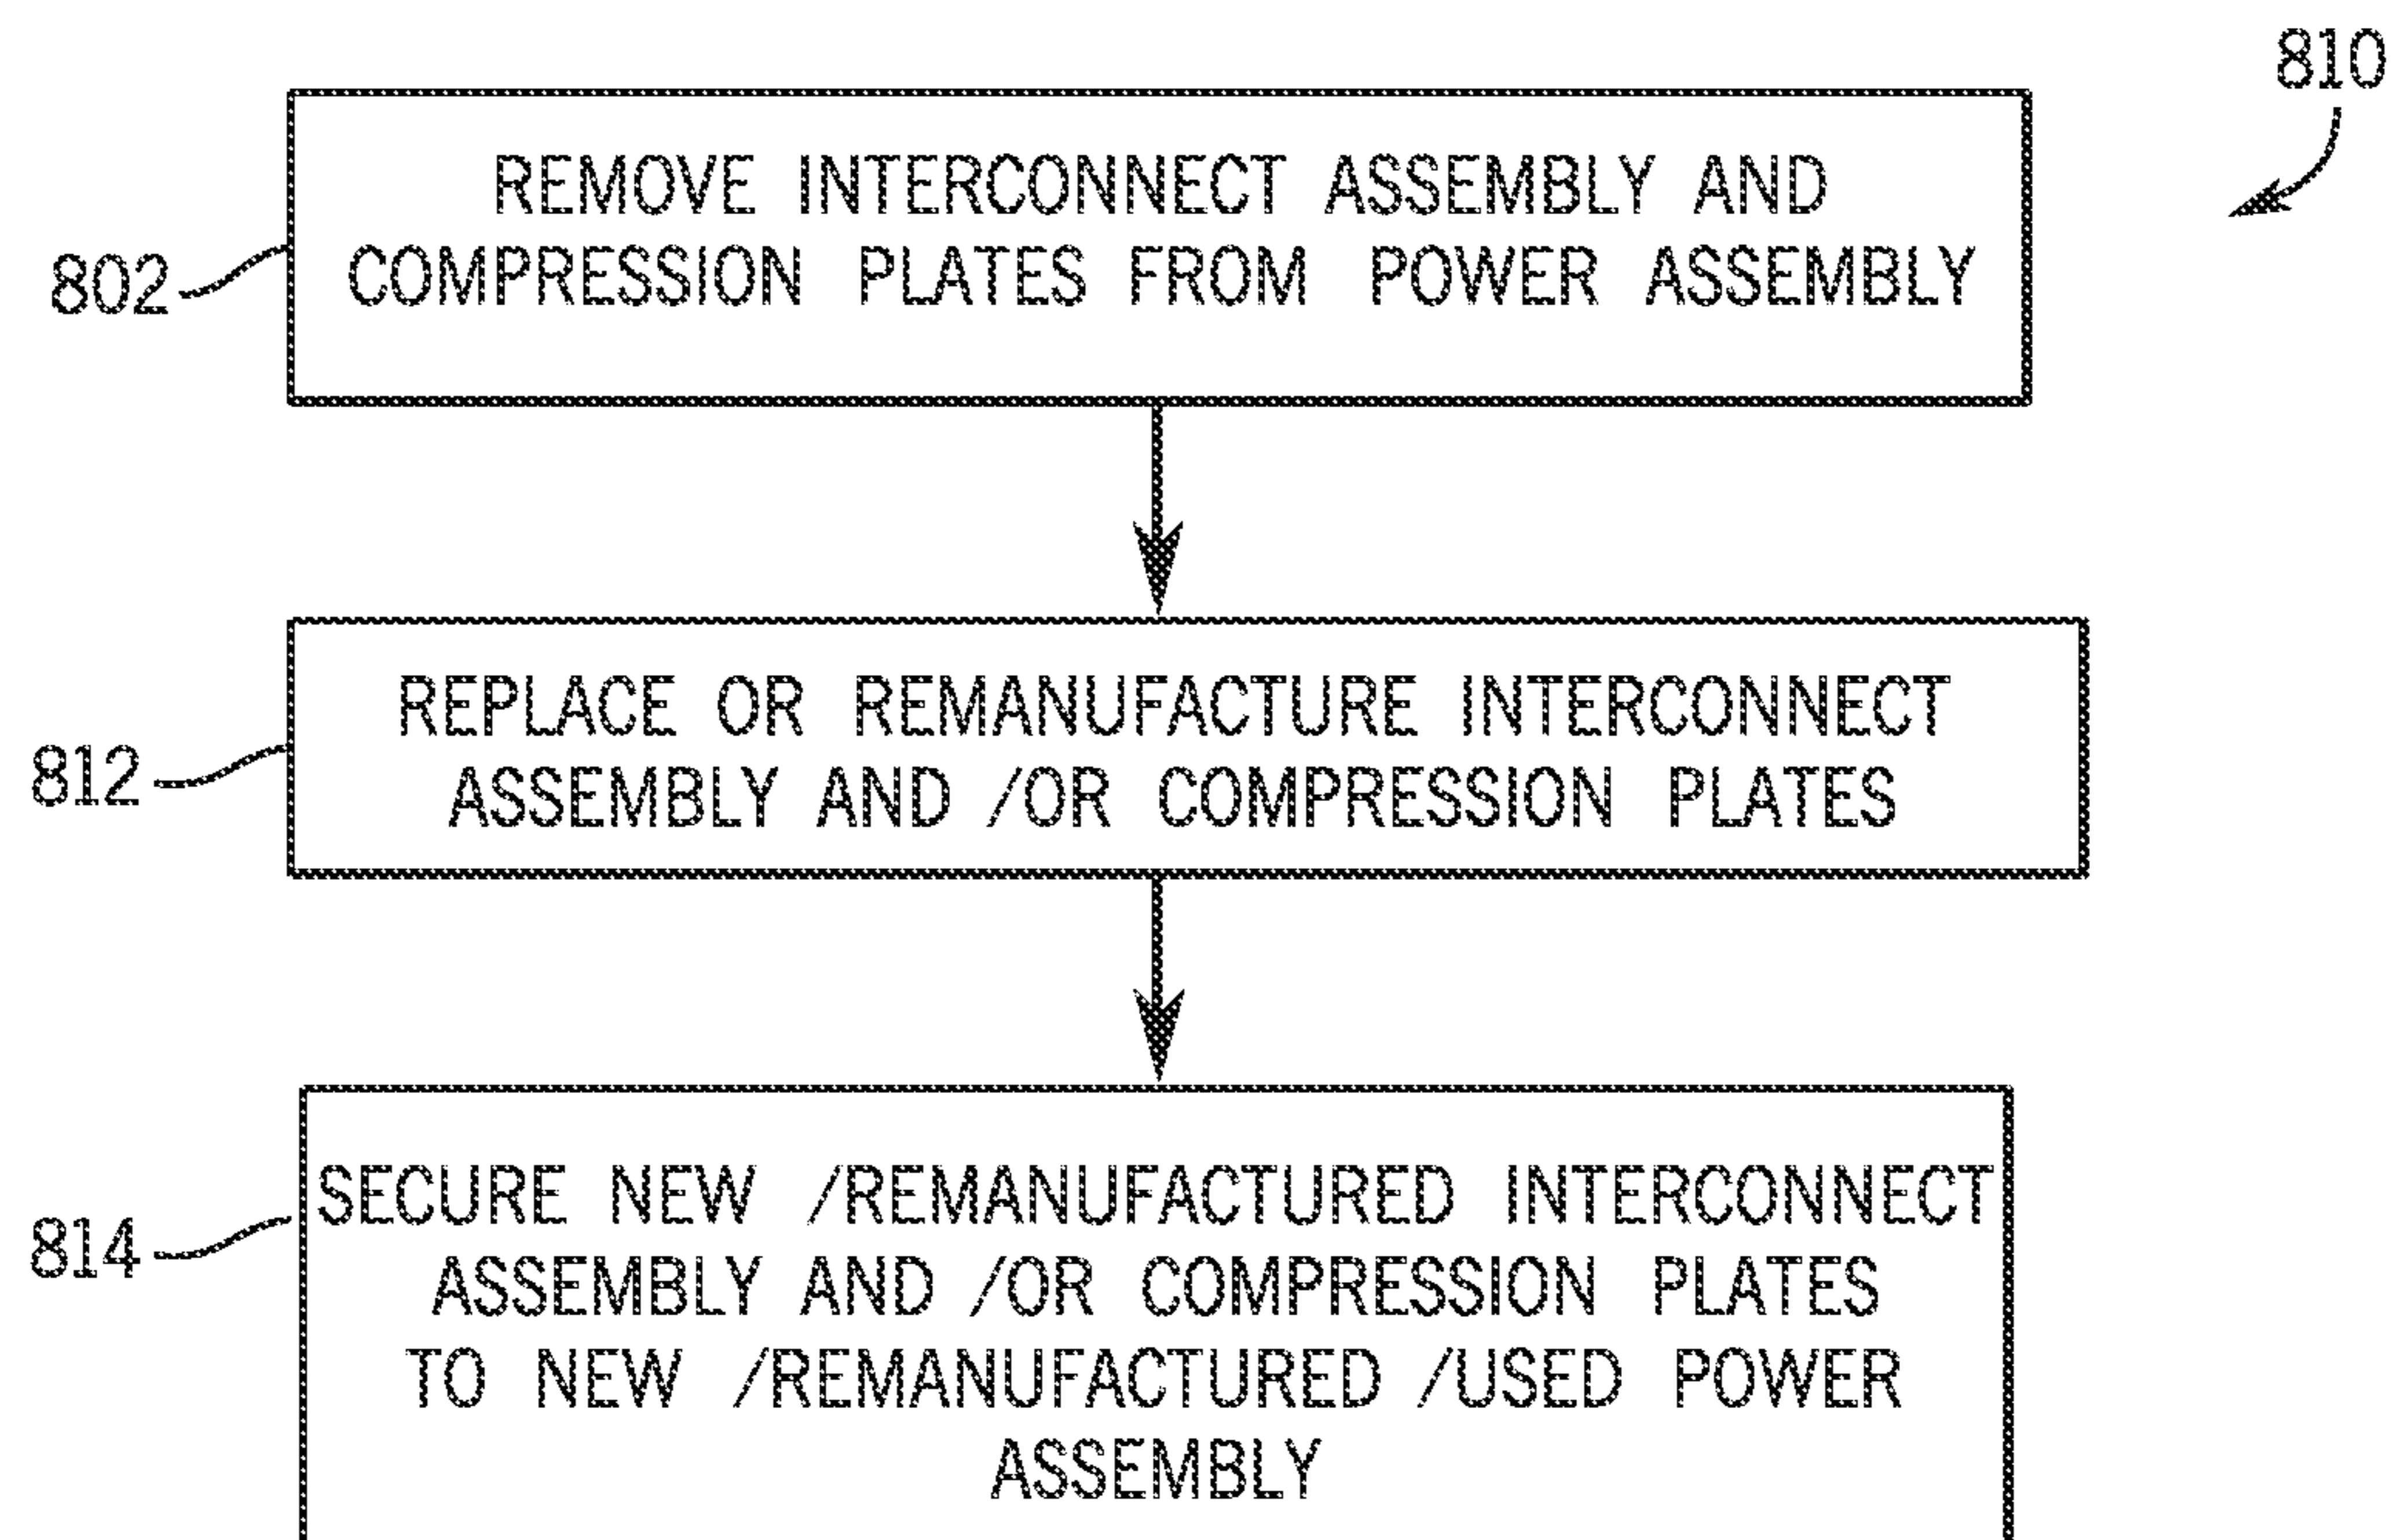 810
REMOVE INTERCONNECT ASSEMBLY AND
COMPRESSION PLATES FROM POWER ASSEMBLY
802
REPLACE OR REMANUFACTURE INTERCONNECT
ASSEMBLY AND /OR COMPRESSION PLATES
812
SECURE NEW /REMANUFACTURED INTERCONNECT
ASSEMBLY AND /OR COMPRESSION PLATES
TO NEW /REMANUFACTURED /USED POWER
ASSEMBLY
814